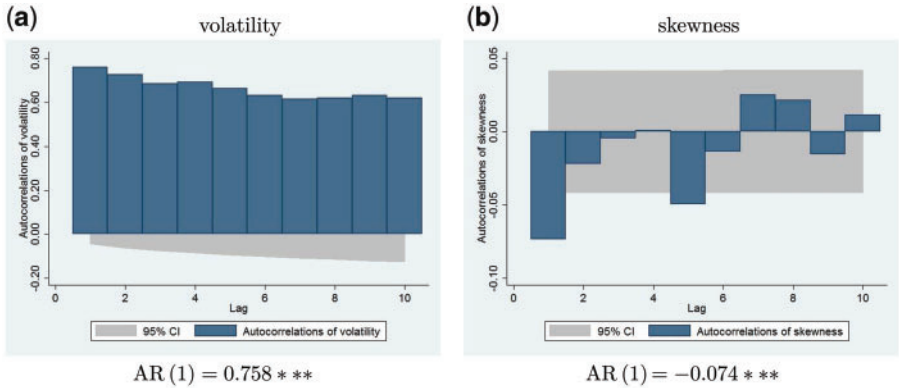 (a)
volatility
Autocorrelations of volatility
0.80
0.60
0.40
0.20
0.00
-0.20
0 2 4 6 8 10
Lag
95% CI Autocorrelations of volatility
AR (1) = 0.758 * **
(b)
skewness
Autocorrelations of skewness
0.05
0.00
-0.05
-0.10
0 2 4 6 8 10
Lag
95% CI Autocorrelations of skewness
AR (1) = −0.074 * **